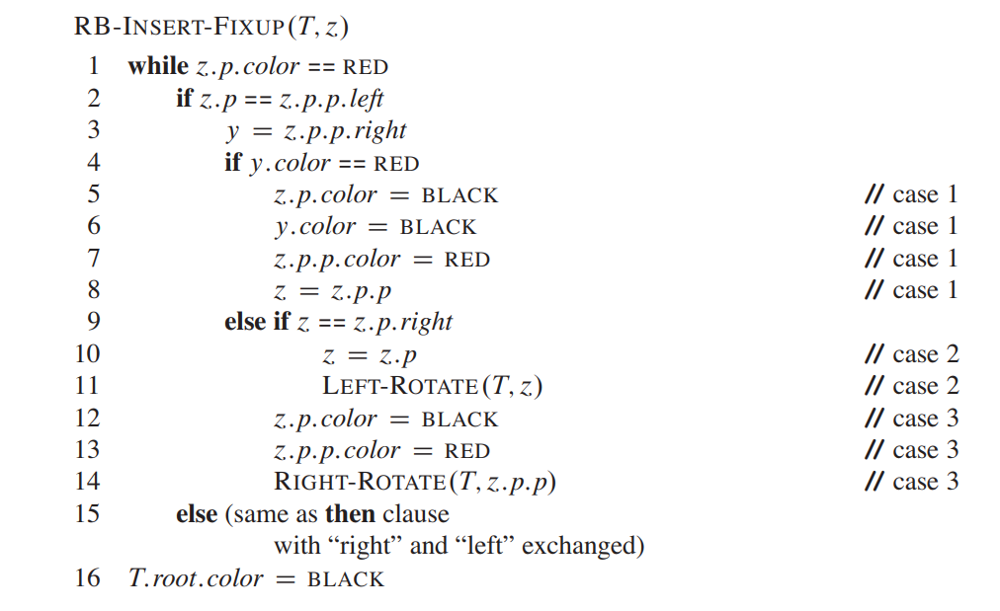 RB-INSERT-FIXUP(T, z)
1 while z.p.color == RED
2 if z.p == z.p.p.left
3 y = z.p.p.right
4 if y.color == RED
5 z.p.color = BLACK // case 1
6 y.color = BLACK // case 1
7 z.p.p.color = RED // case 1
8 z = z.p.p // case 1
9 else if z == z.p.right
10 z = z.p // case 2
11 LEFT-ROTATE(T, z) // case 2
12 z.p.color = BLACK // case 3
13 z.p.p.color = RED // case 3
14 RIGHT-ROTATE(T, z.p.p) // case 3
15 else (same as then clause
with “right” and “left” exchanged)
16 T.root.color = BLACK